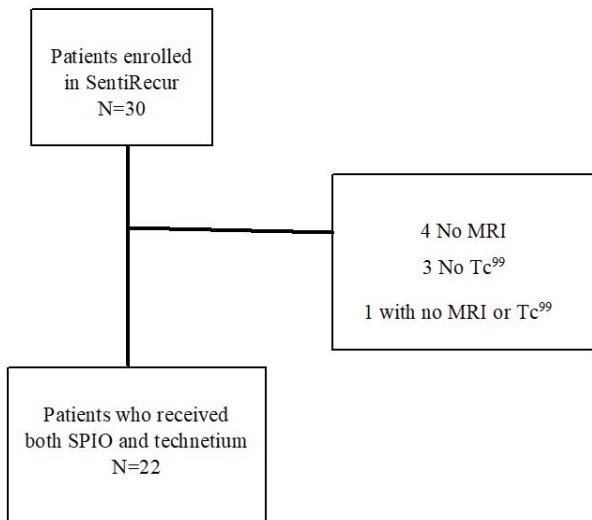 Patients enrolled
in SentiRecur
N=30
4 No MRI
3 No Tc⁹⁹
1 with no MRI or Tc⁹⁹
Patients who received
both SPIO and technetium
N=22